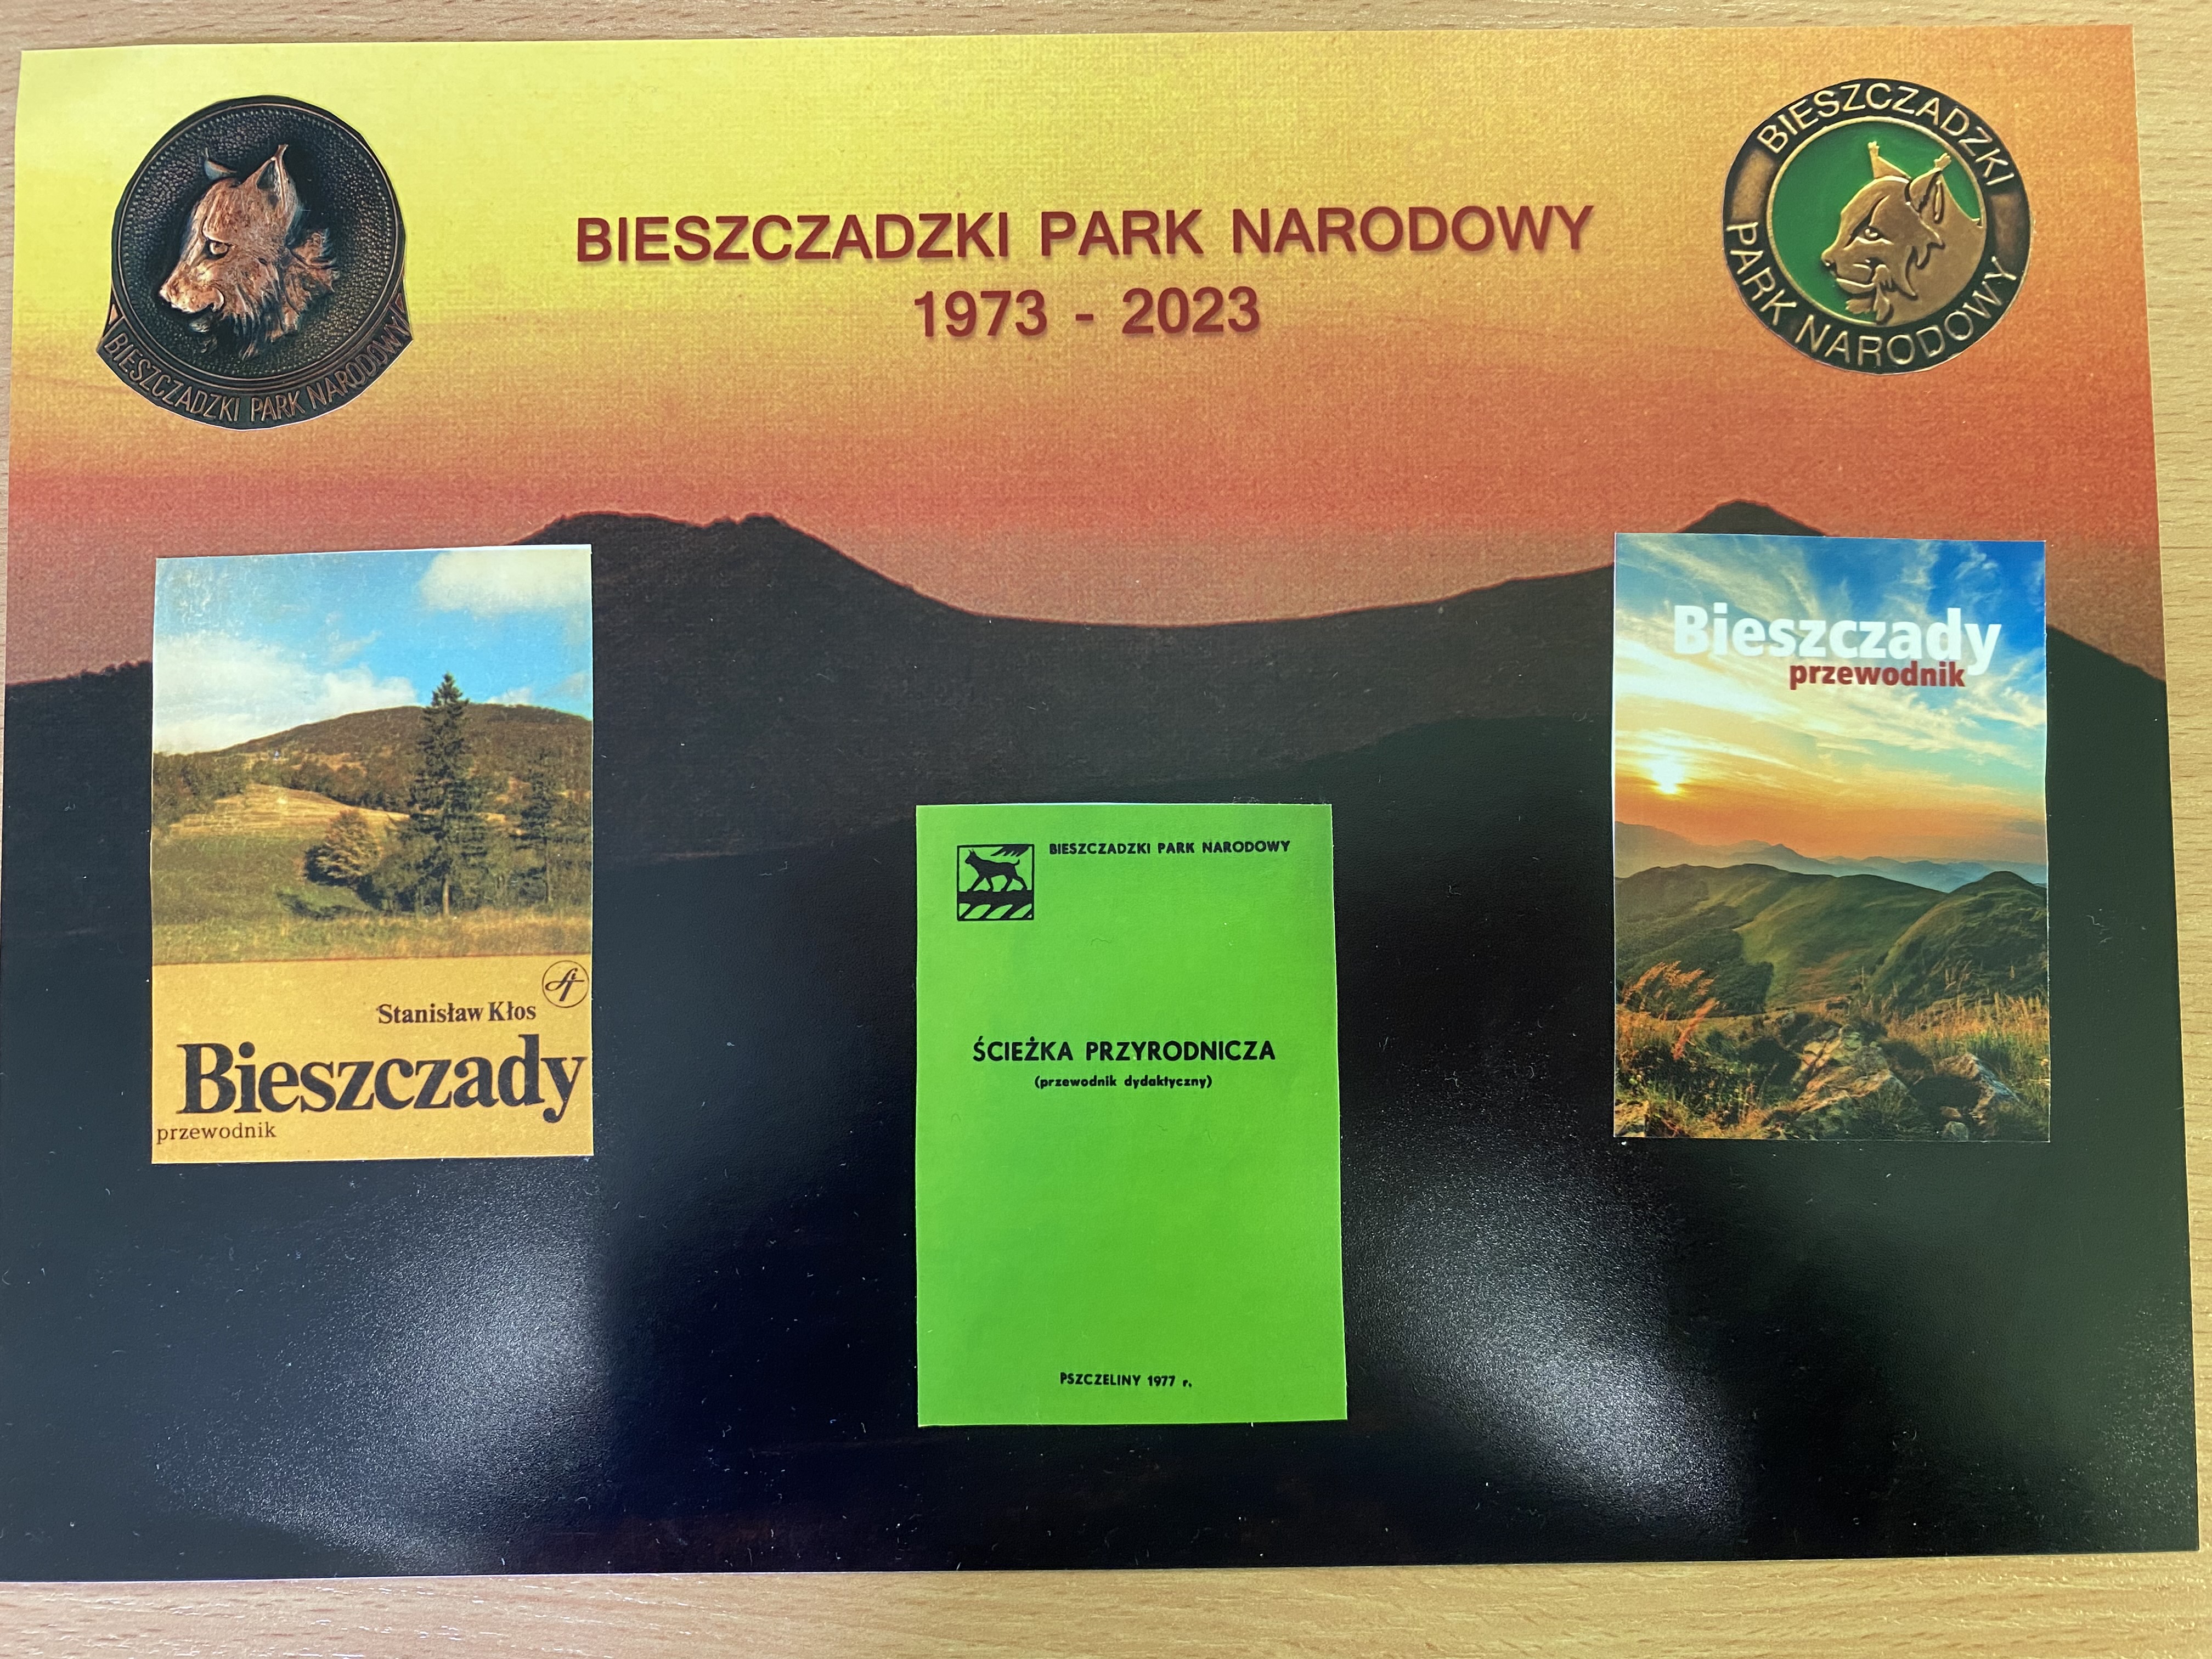 BIESZCZADZKI PARK NARODOWY
BIESZCZADZKI PARK NARODOWY
1973 - 2023
BIESZCZADZKI
PARK NARODOWY
Stanisław Kłos
Bieszczady
przewodnik
BIESZCZADZKI PARK NARODOWY
ŚCIEŻKA PRZYRODNICZA
(przewodnik dydaktyczny)
PSZCZELINY 1977 r.
Bieszczady
przewodnik